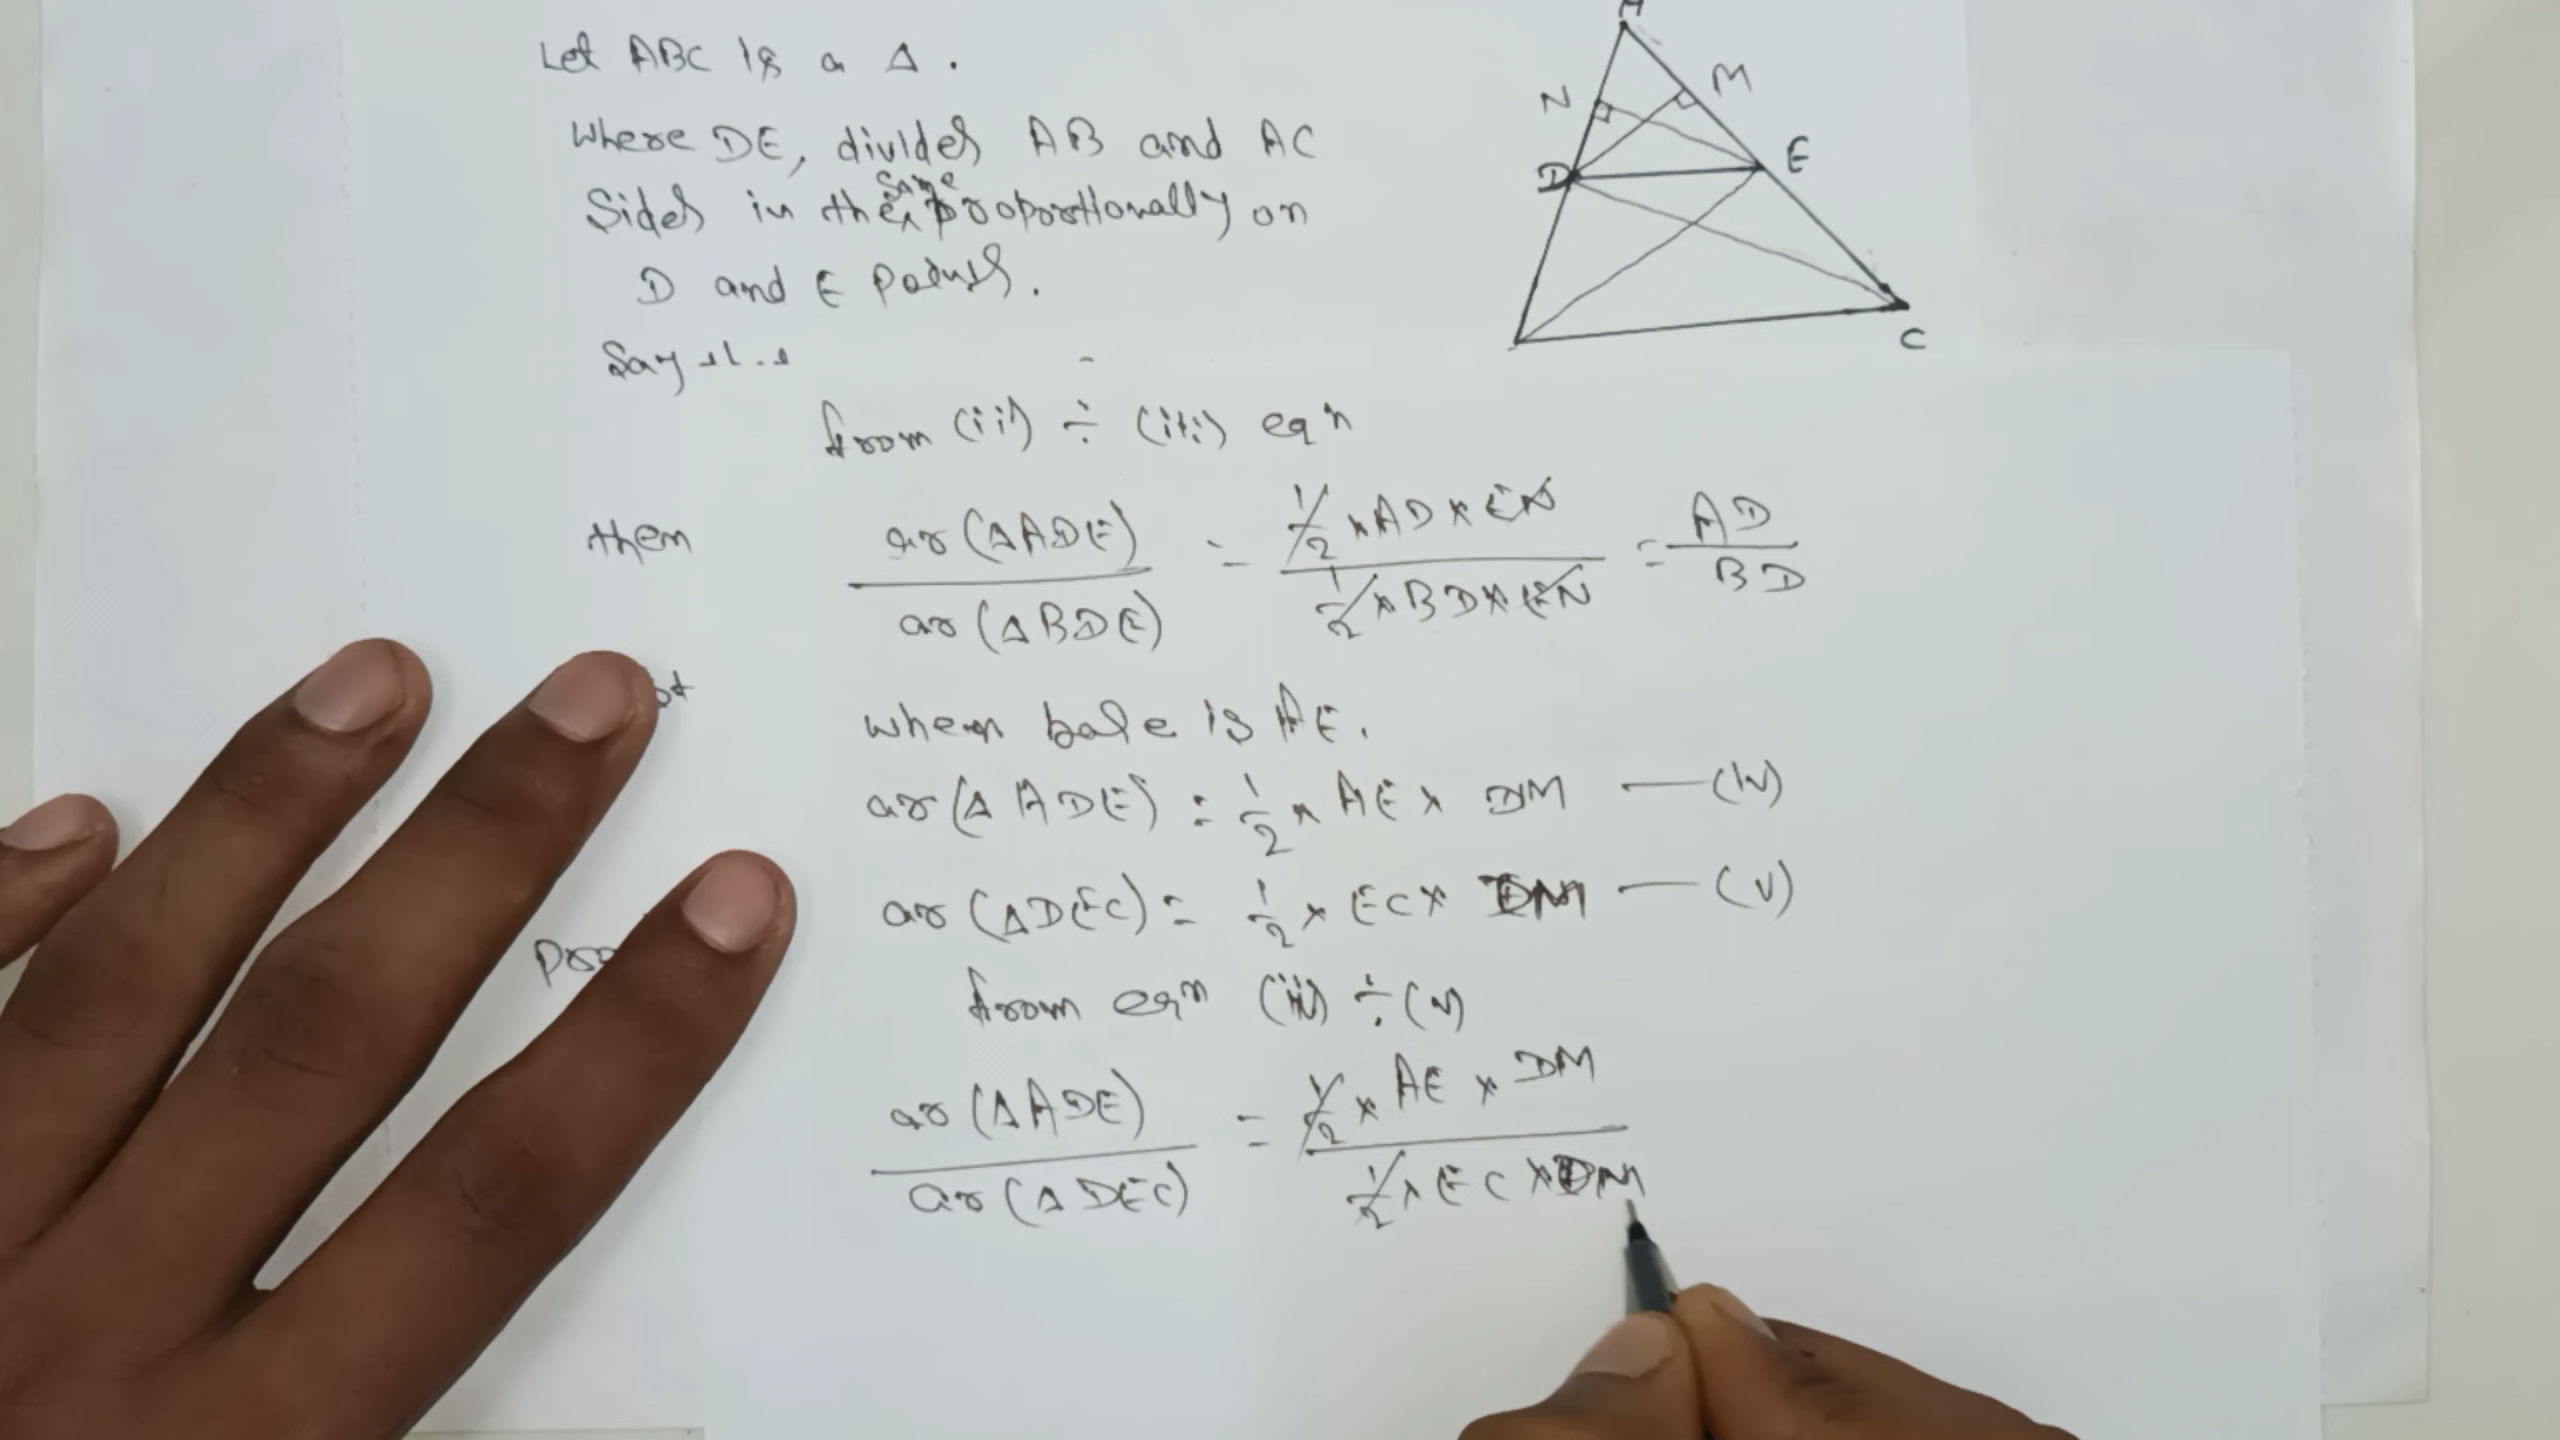 Let ABC is a Δ.
Where DE, divides AB and AC
Sides in the same proportionally on
D and E points.
Say
from (ii) ÷ (iii) eqn
then ar(ΔADE) / ar(ΔBDE) = 1/2 × AD × EN / 1/2 × BD × EN = AD / BD
when base is AE.
ar(ΔADE) = 1/2 × AE × DM — (iv)
ar(ΔDEC) = 1/2 × EC × DM — (v)
from eqn (iv) ÷ (v)
ar(ΔADE) / ar(ΔDEC) = 1/2 × AE × DM / 1/2 × EC × DM
A
N
M
D
E
C